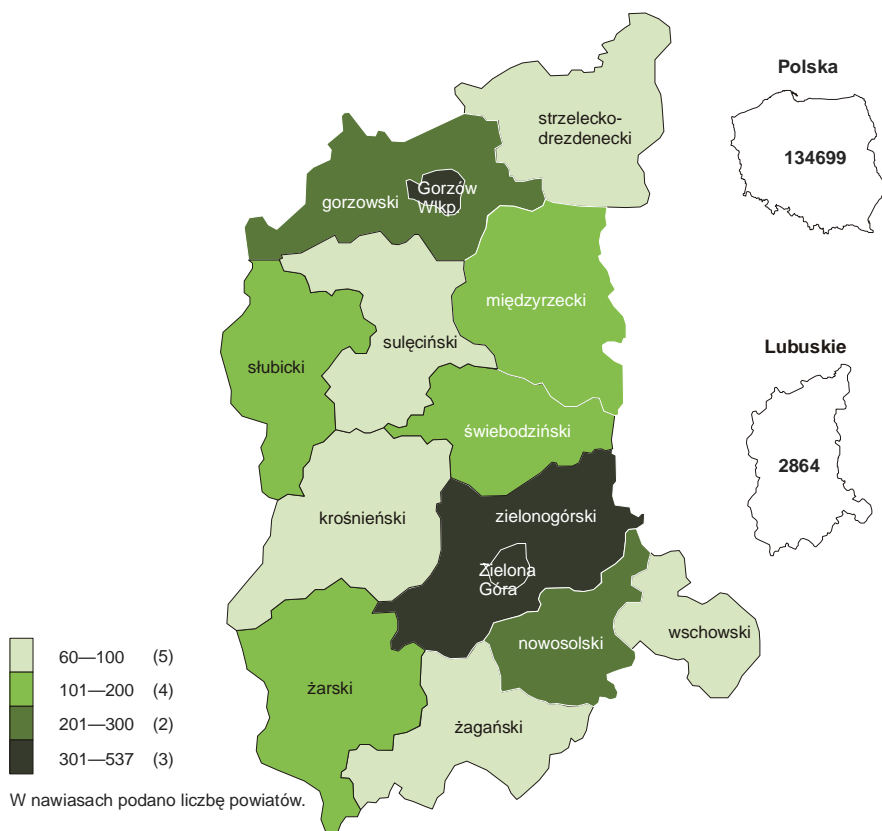 Polska
134699
strzelecko-
drezdenecki
gorzowski
Gorzów
Wlkp.
międzyrzecki
sulęciński
słubicki
Lubuskie
2864
świebodziński
krośnieński
zielonogórski
Zielona
Góra
wschowski
nowosolski
żarski
żagański
60—100 (5)
101—200 (4)
201—300 (2)
301—537 (3)
W nawiasach podano liczbę powiatów.